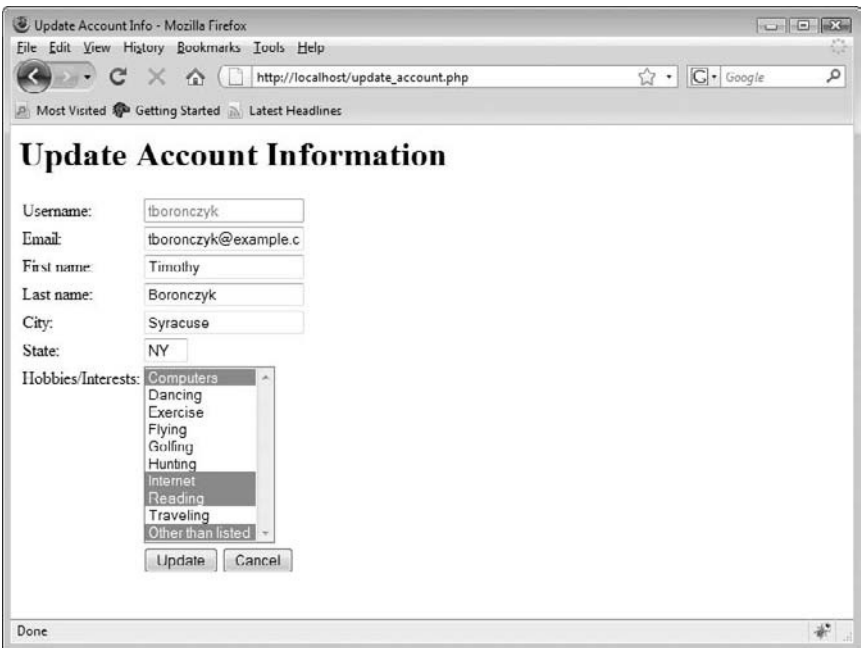 Update Account Info - Mozilla Firefox
File Edit View History Bookmarks Tools Help
http://localhost/update_account.php
G Google
Most Visited Getting Started Latest Headlines
Update Account Information
Username: tboronczyk
Email: tboronczyk@example.c
First name: Timothy
Last name: Boronczyk
City: Syracuse
State: NY
Hobbies/Interests: Computers
Dancing
Exercise
Flying
Golfing
Hunting
Internet
Reading
Traveling
Other than listed
Update Cancel
Done